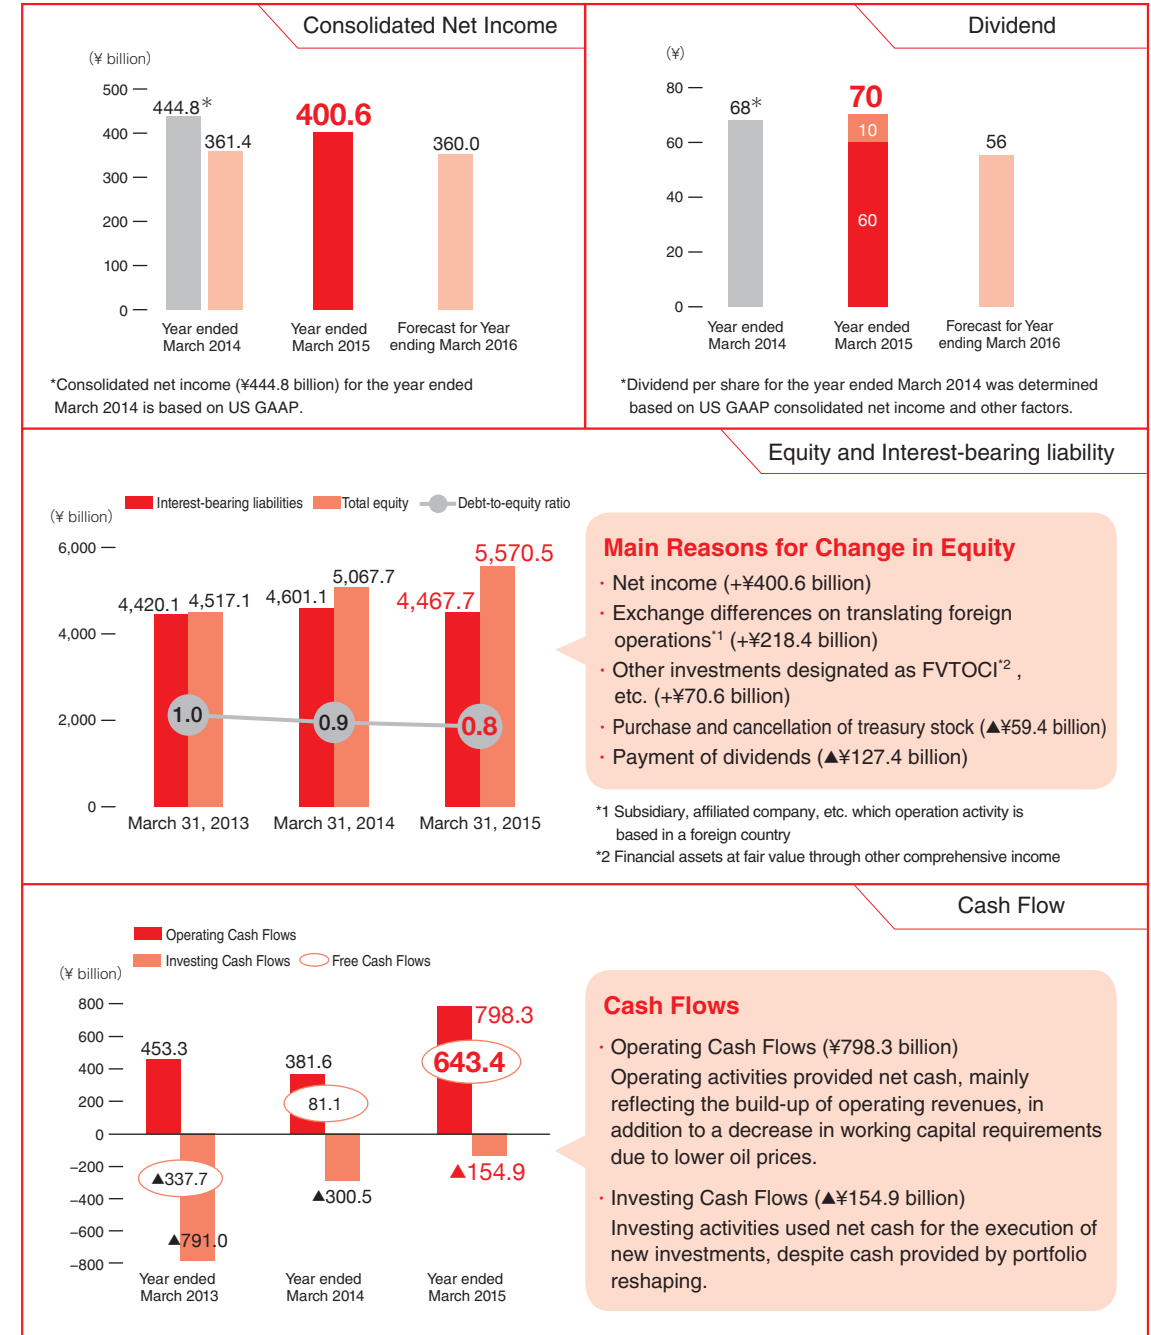 Consolidated Net Income
(¥ billion)
500
400
300
200
100
0
444.8*
361.4
400.6
360.0
Year ended
March 2014
Year ended
March 2015
Forecast for Year
ending March 2016
*Consolidated net income (¥444.8 billion) for the year ended
March 2014 is based on US GAAP.
Dividend
(¥)
80
60
40
20
0
68*
70
10
60
56
Year ended
March 2014
Year ended
March 2015
Forecast for Year
ending March 2016
*Dividend per share for the year ended March 2014 was determined
based on US GAAP consolidated net income and other factors.
Equity and Interest-bearing liability
Interest-bearing liabilities Total equity Debt-to-equity ratio
(¥ billion)
6,000
4,000
2,000
0
4,420.1 4,517.1
4,601.1 5,067.7
4,467.7 5,570.5
1.0
0.9
0.8
March 31, 2013 March 31, 2014 March 31, 2015
Main Reasons for Change in Equity
· Net income (+¥400.6 billion)
· Exchange differences on translating foreign
operations*1 (+¥218.4 billion)
· Other investments designated as FVTOCI*2 ,
etc. (+¥70.6 billion)
· Purchase and cancellation of treasury stock (▲¥59.4 billion)
· Payment of dividends (▲¥127.4 billion)
*1 Subsidiary, affiliated company, etc. which operation activity is
based in a foreign country
*2 Financial assets at fair value through other comprehensive income
Cash Flow
Operating Cash Flows
Investing Cash Flows Free Cash Flows
(¥ billion)
800
600
400
200
0
–200
–400
–600
–800
453.3
▲337.7
▲791.0
381.6
81.1
▲300.5
798.3
643.4
▲154.9
Year ended
March 2013
Year ended
March 2014
Year ended
March 2015
Cash Flows
· Operating Cash Flows (¥798.3 billion)
Operating activities provided net cash, mainly
reflecting the build-up of operating revenues, in
addition to a decrease in working capital requirements
due to lower oil prices.
· Investing Cash Flows (▲¥154.9 billion)
Investing activities used net cash for the execution of
new investments, despite cash provided by portfolio
reshaping.